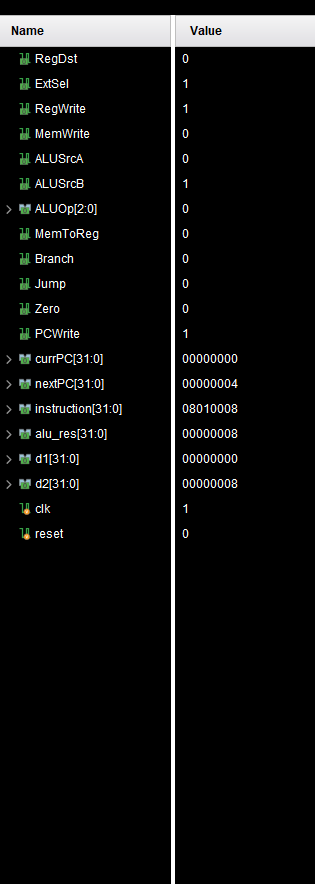 Name Value
RegDst 0
ExtSel 1
RegWrite 1
MemWrite 0
ALUSrcA 0
ALUSrcB 1
ALUOp[2:0] 0
MemToReg 0
Branch 0
Jump 0
Zero 0
PCWrite 1
currPC[31:0] 00000000
nextPC[31:0] 00000004
instruction[31:0] 08010008
alu_res[31:0] 00000008
d1[31:0] 00000000
d2[31:0] 00000008
clk 1
reset 0